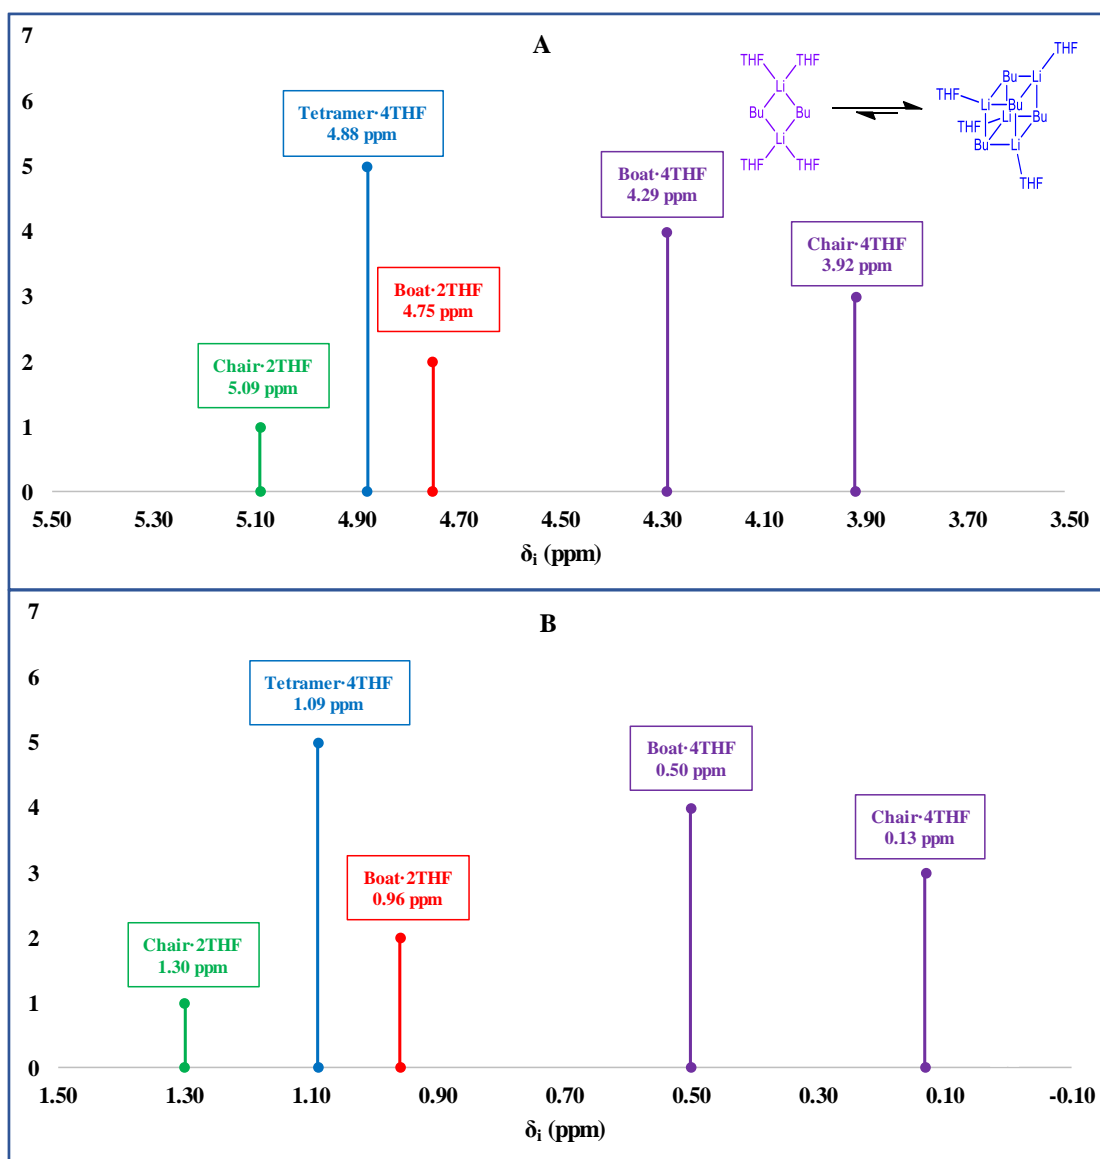 A
7
6
5
4
3
2
1
0
Tetramer·4THF
4.88 ppm
Boat·4THF
4.29 ppm
Chair·4THF
3.92 ppm
Boat·2THF
4.75 ppm
Chair·2THF
5.09 ppm
THF THF
Li
Bu Bu
Li
THF THF
THF
Bu Li
THF
Li Bu
THF Li Bu
Bu Li
THF
5.50 5.30 5.10 4.90 4.70 4.50 4.30 4.10 3.90 3.70 3.50
δi (ppm)
B
7
6
5
4
3
2
1
0
Tetramer·4THF
1.09 ppm
Boat·4THF
0.50 ppm
Chair·4THF
0.13 ppm
Boat·2THF
0.96 ppm
Chair·2THF
1.30 ppm
1.50 1.30 1.10 0.90 0.70 0.50 0.30 0.10 -0.10
δi (ppm)